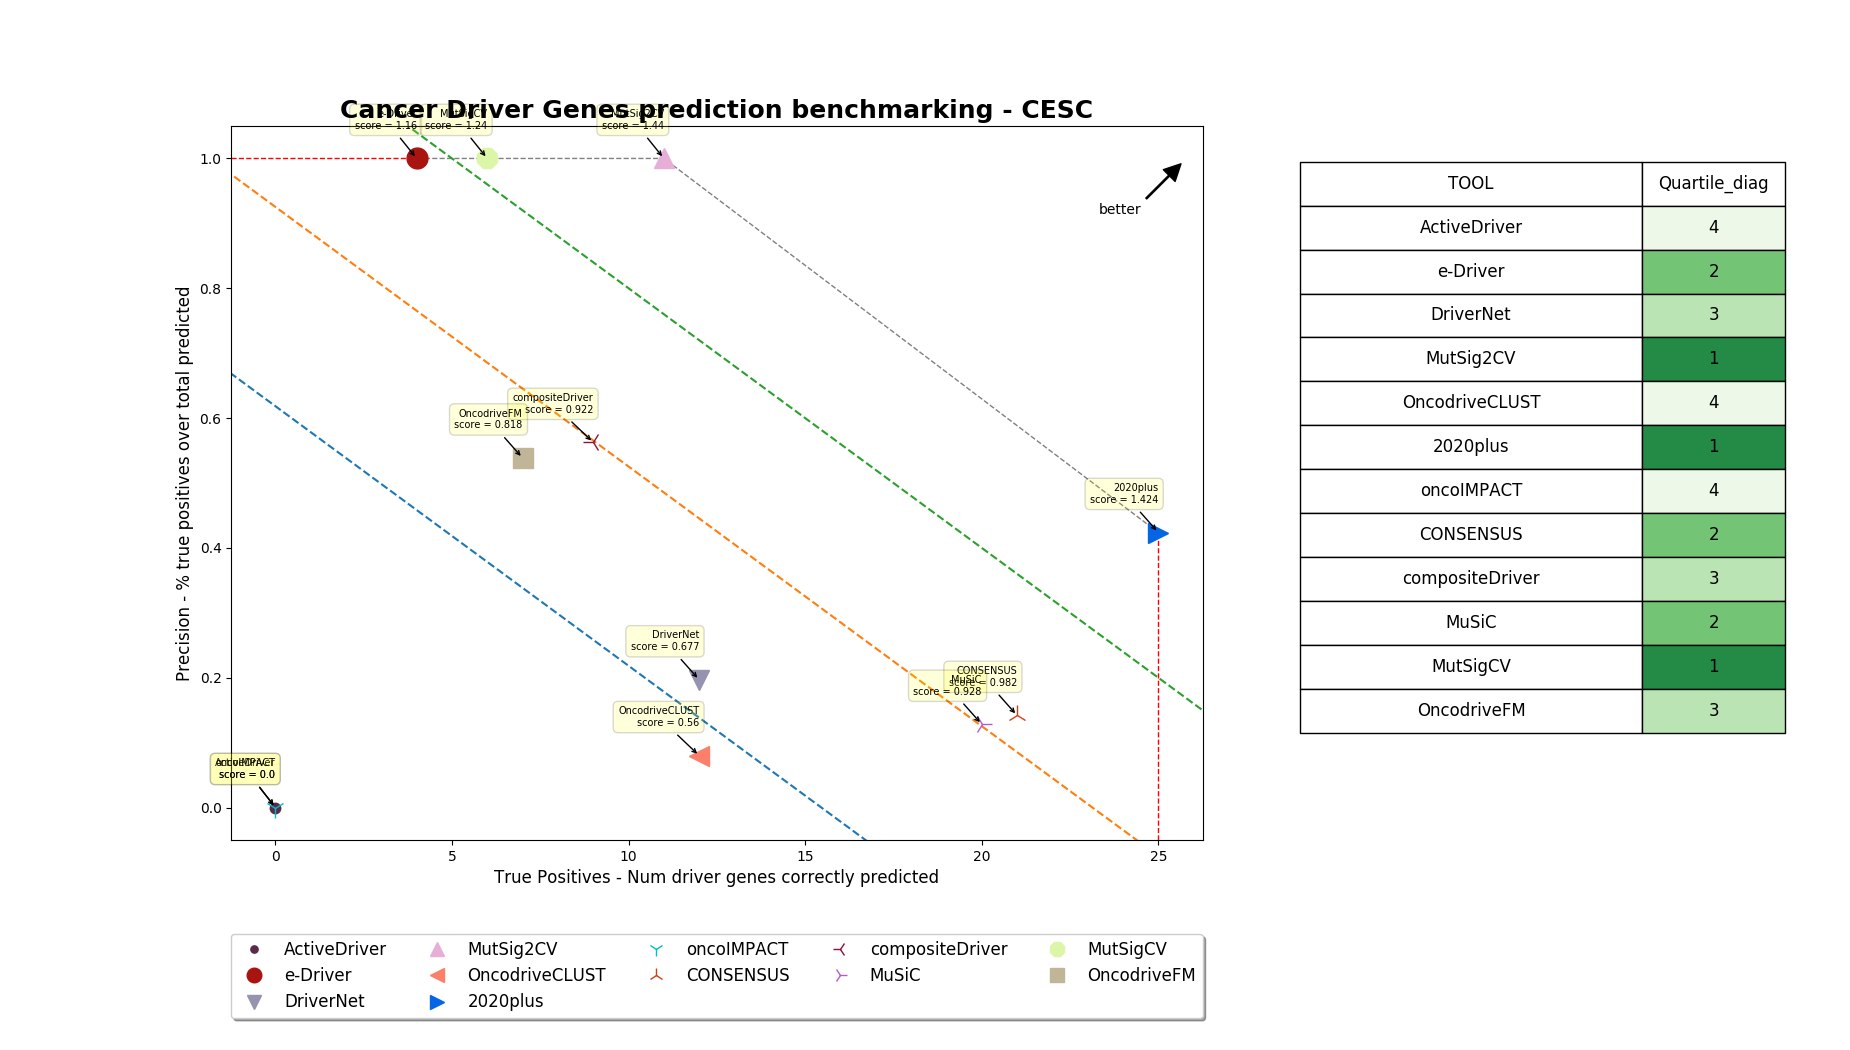 Cancer Driver Genes prediction benchmarking - CESC
e-Driver
score = 1.16
MutSigCV
score = 1.24
MutSig2CV
score = 1.44
better
compositeDriver
score = 0.922
OncodriveFM
score = 0.818
2020plus
score = 1.424
DriverNet
score = 0.677
CONSENSUS
score = 0.982
MuSiC
score = 0.928
OncodriveCLUST
score = 0.56
ActiveDriver
oncoIMPACT
score = 0.0
1.0
0.8
0.6
0.4
0.2
0.0
Precision - % true positives over total predicted
0 5 10 15 20 25
True Positives - Num driver genes correctly predicted
ActiveDriver MutSig2CV oncoIMPACT compositeDriver MutSigCV
e-Driver OncodriveCLUST CONSENSUS MuSiC OncodriveFM
DriverNet 2020plus
TOOL Quartile_diag
ActiveDriver 4
e-Driver 2
DriverNet 3
MutSig2CV 1
OncodriveCLUST 4
2020plus 1
oncoIMPACT 4
CONSENSUS 2
compositeDriver 3
MuSiC 2
MutSigCV 1
OncodriveFM 3